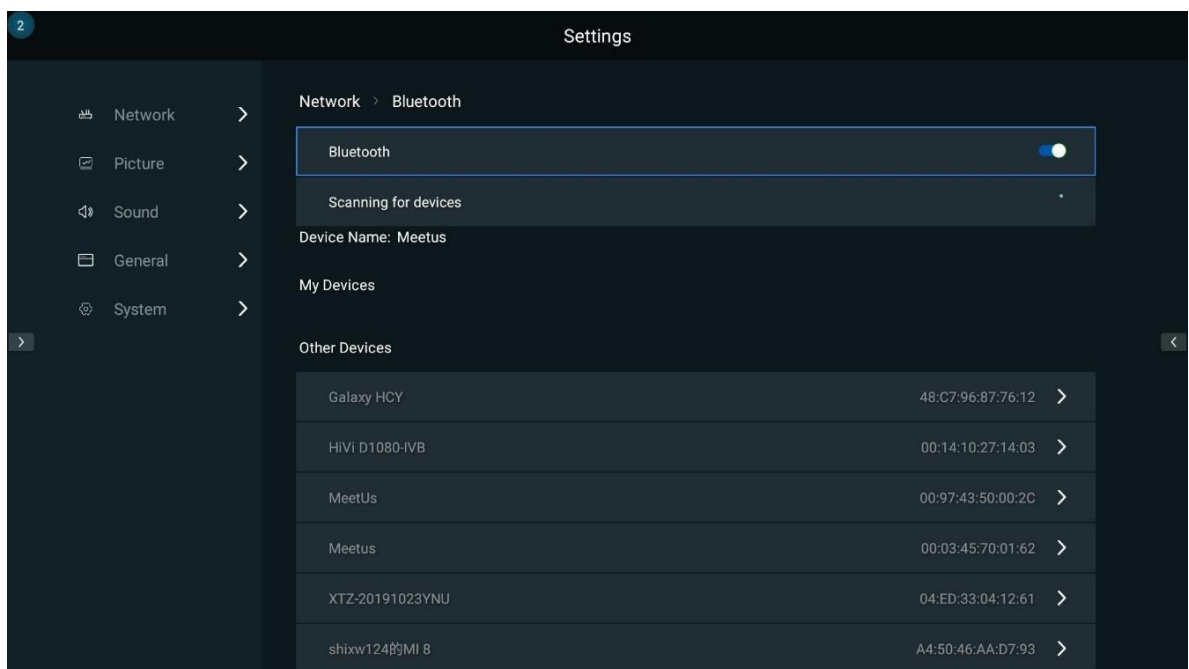 2
Settings
Network
Picture
Sound
General
System
Network > Bluetooth
Bluetooth
Scanning for devices
Device Name: Meetus
My Devices
Other Devices
Galaxy HCY 48:C7:96:87:76:12
HiVi D1080-IVB 00:14:10:27:14:03
MeetUs 00:97:43:50:00:2C
Meetus 00:03:45:70:01:62
XTZ-20191023YNU 04:ED:33:04:12:61
shixw124的MI 8 A4:50:46:AA:D7:93